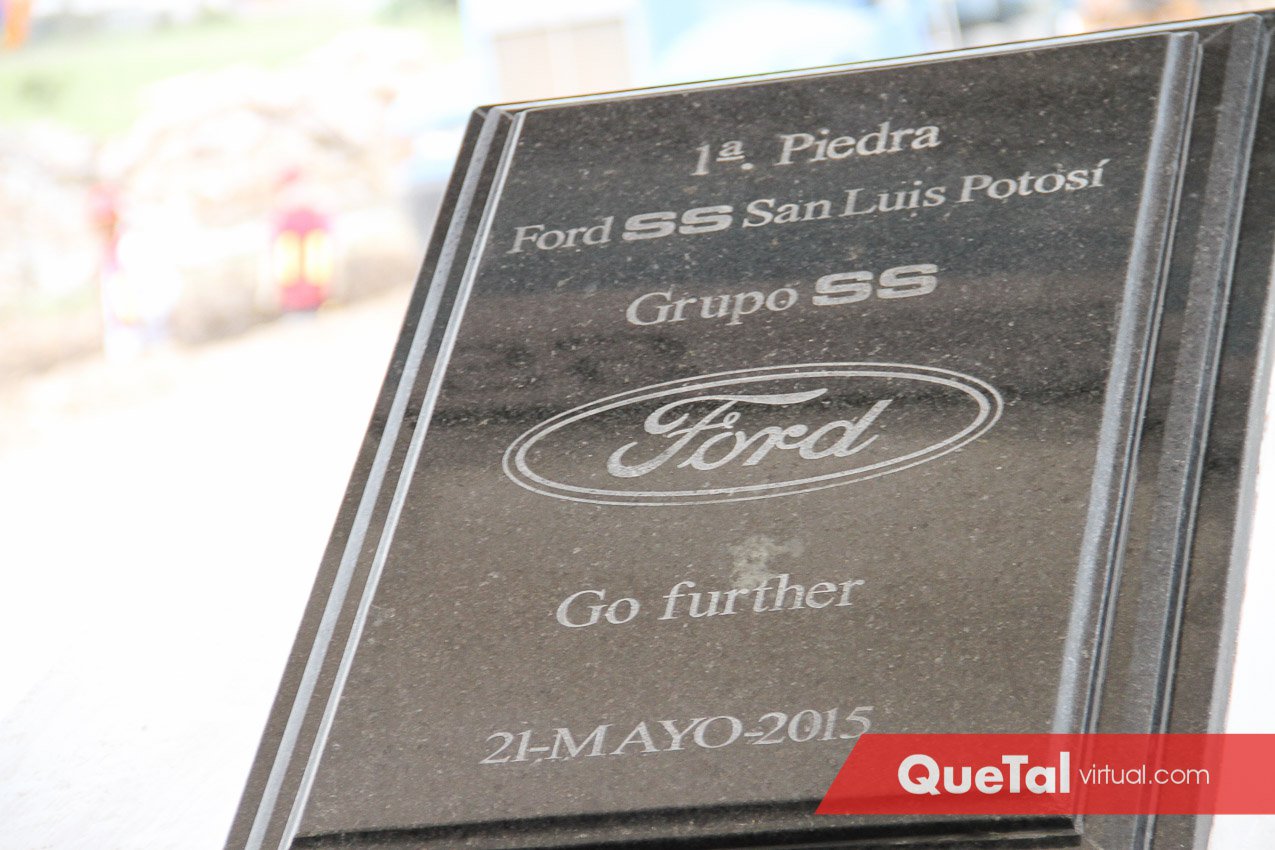 1ª. Piedra
Ford SS San Luis Potosí
Grupo SS
Ford
Go further
21-MAYO-2015
QueTal virtual.com